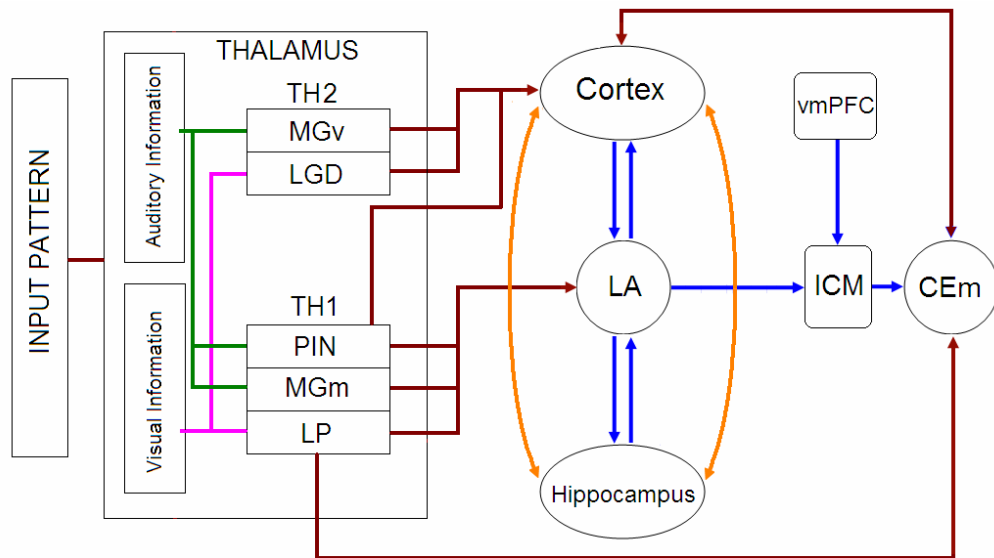 INPUT PATTERN
THALAMUS
Auditory Information
Visual Information
TH2
MGv
LGD
TH1
PIN
MGm
LP
Cortex
LA
Hippocampus
vmPFC
ICM
CEm